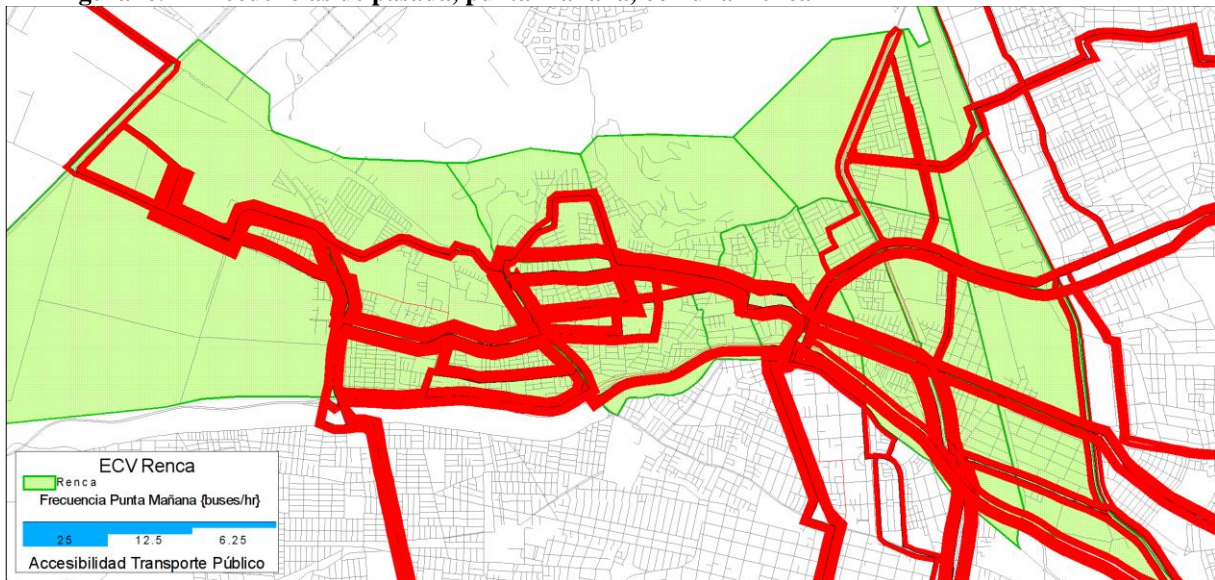 ECV Renca
Renca
Frecuencia Punta Mañana {buses/hr}
25 12.5 6.25
Accesibilidad Transporte Público